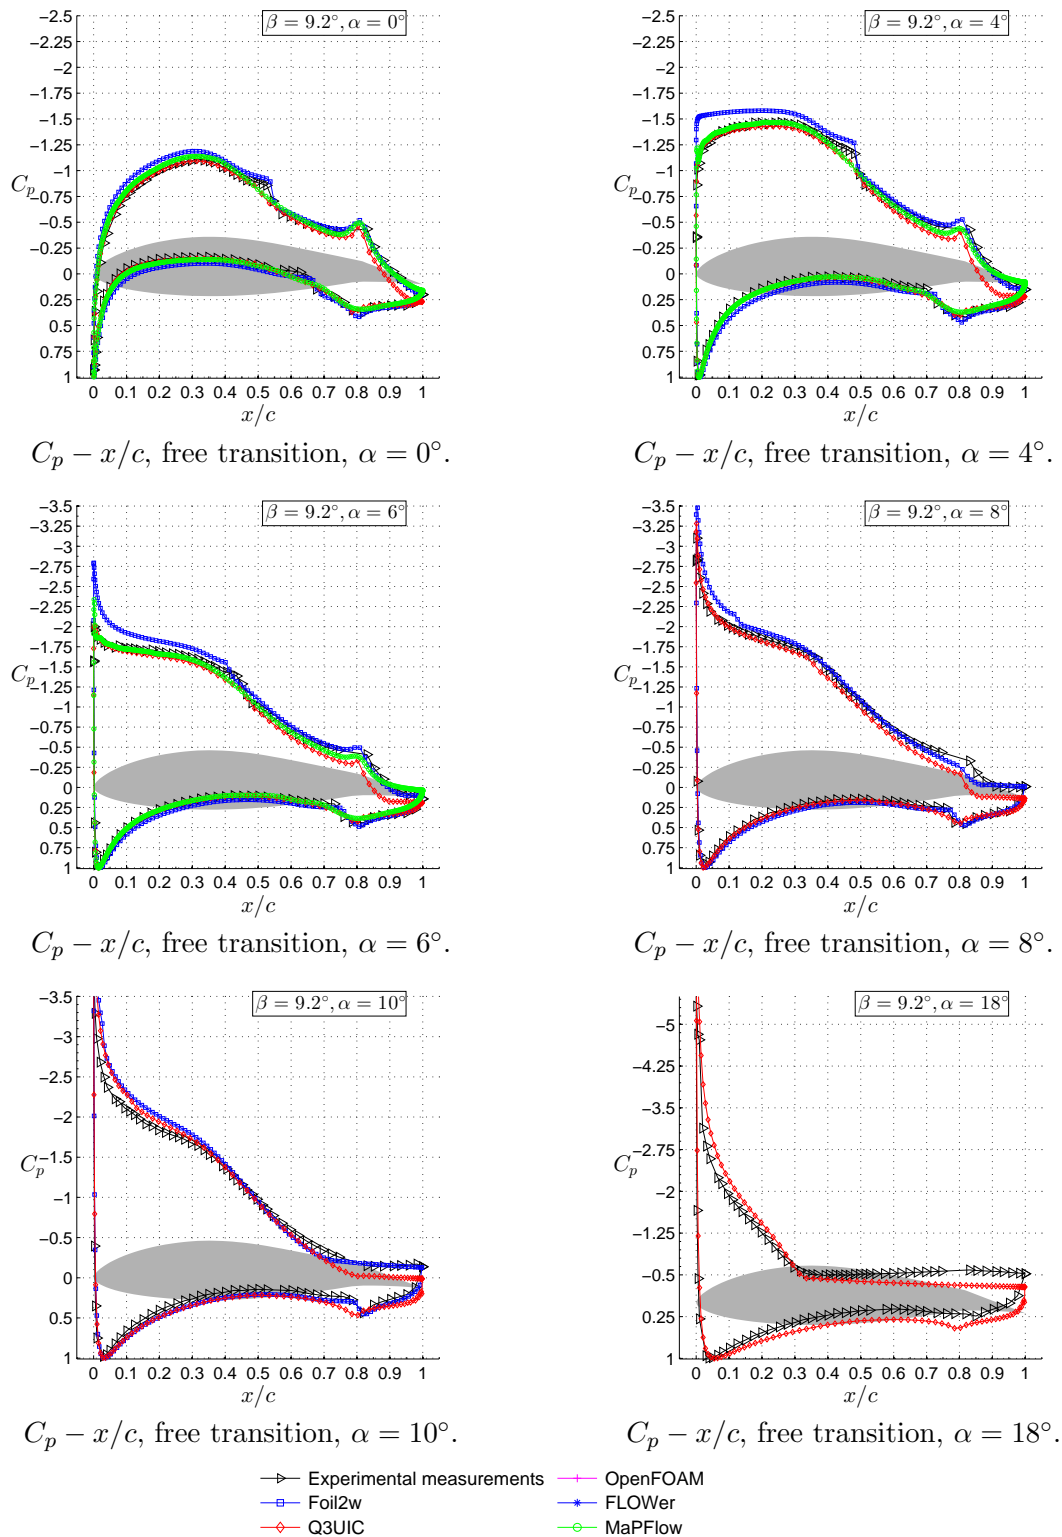 β = 9.2°, α = 0°
−2.5
−2.25
−2
−1.75
−1.5
−1.25
−1
−0.75
−0.5
−0.25
0
0.25
0.5
0.75
1
C_p
0 0.1 0.2 0.3 0.4 0.5 0.6 0.7 0.8 0.9 1
x/c
C_p − x/c, free transition, α = 0°.
β = 9.2°, α = 4°
−2.5
−2.25
−2
−1.75
−1.5
−1.25
−1
−0.75
−0.5
−0.25
0
0.25
0.5
0.75
1
C_p
0 0.1 0.2 0.3 0.4 0.5 0.6 0.7 0.8 0.9 1
x/c
C_p − x/c, free transition, α = 4°.
β = 9.2°, α = 6°
−3.5
−3.25
−3
−2.75
−2.5
−2.25
−2
−1.75
−1.5
−1.25
−1
−0.75
−0.5
−0.25
0
0.25
0.5
0.75
1
C_p
0 0.1 0.2 0.3 0.4 0.5 0.6 0.7 0.8 0.9 1
x/c
C_p − x/c, free transition, α = 6°.
β = 9.2°, α = 8°
−3.5
−3.25
−3
−2.75
−2.5
−2.25
−2
−1.75
−1.5
−1.25
−1
−0.75
−0.5
−0.25
0
0.25
0.5
0.75
1
C_p
0 0.1 0.2 0.3 0.4 0.5 0.6 0.7 0.8 0.9 1
x/c
C_p − x/c, free transition, α = 8°.
β = 9.2°, α = 10°
−3.5
−3
−2.5
−2
−1.5
−1
−0.5
0
0.5
1
C_p
0 0.1 0.2 0.3 0.4 0.5 0.6 0.7 0.8 0.9 1
x/c
C_p − x/c, free transition, α = 10°.
β = 9.2°, α = 18°
−5
−4.25
−3.5
−2.75
−2
−1.25
−0.5
0.25
1
C_p
0 0.1 0.2 0.3 0.4 0.5 0.6 0.7 0.8 0.9 1
x/c
C_p − x/c, free transition, α = 18°.
Experimental measurements
Foil2w
Q3UIC
OpenFOAM
FLOWer
MaPFlow